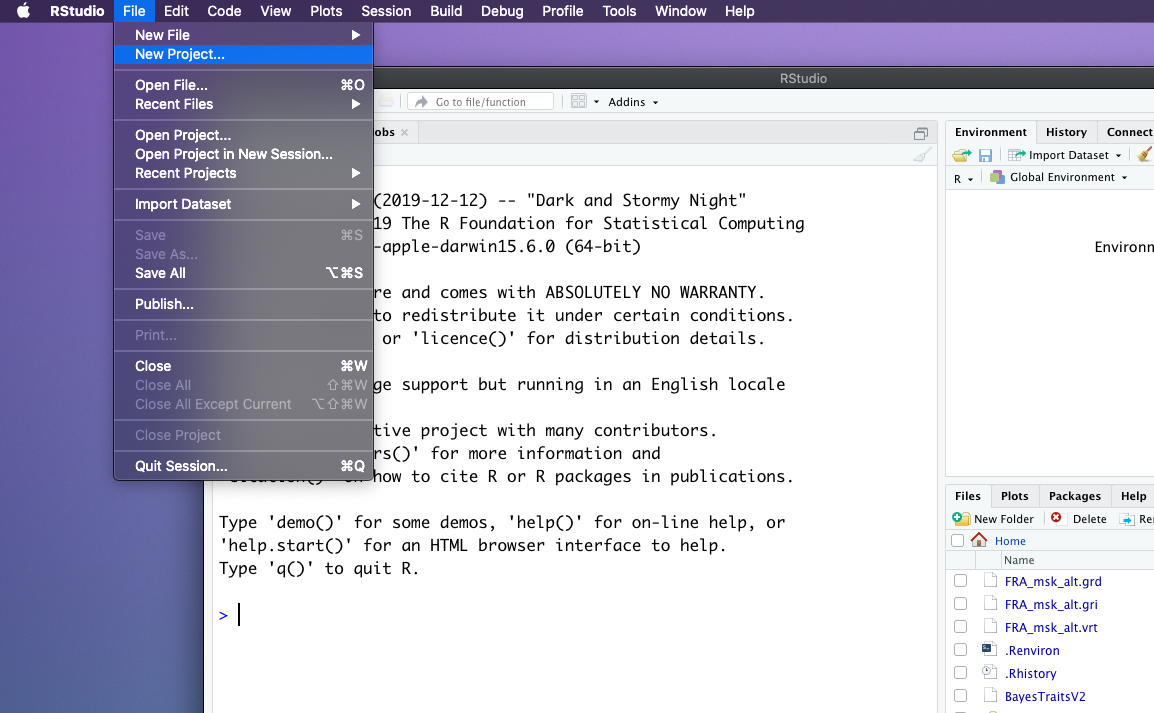 RStudio File Edit Code View Plots Session Build Debug Profile Tools Window Help
New File
New Project...
Open File... ⌘O
Recent Files
Open Project...
Open Project in New Session...
Recent Projects
Import Dataset
Save ⌘S
Save As...
Save All ⌥⌘S
Publish...
Print...
Close ⌘W
Close All ⇧⌘W
Close All Except Current ⌥⇧⌘W
Close Project
Quit Session... ⌘Q
RStudio
Go to file/function Addins
obs
(2019-12-12) -- "Dark and Stormy Night"
19 The R Foundation for Statistical Computing
-apple-darwin15.6.0 (64-bit)
re and comes with ABSOLUTELY NO WARRANTY.
to redistribute it under certain conditions.
or 'licence()' for distribution details.
ge support but running in an English locale
tive project with many contributors.
rs()' for more information and
how to cite R or R packages in publications.
Type 'demo()' for some demos, 'help()' for on-line help, or
'help.start()' for an HTML browser interface to help.
Type 'q()' to quit R.
>
Environment History Connect
Import Dataset
R Global Environment
Environm
Files Plots Packages Help
New Folder Delete Re
Home
Name
FRA_msk_alt.grd
FRA_msk_alt.gri
FRA_msk_alt.vrt
.Renviron
.Rhistory
BayesTraitsV2